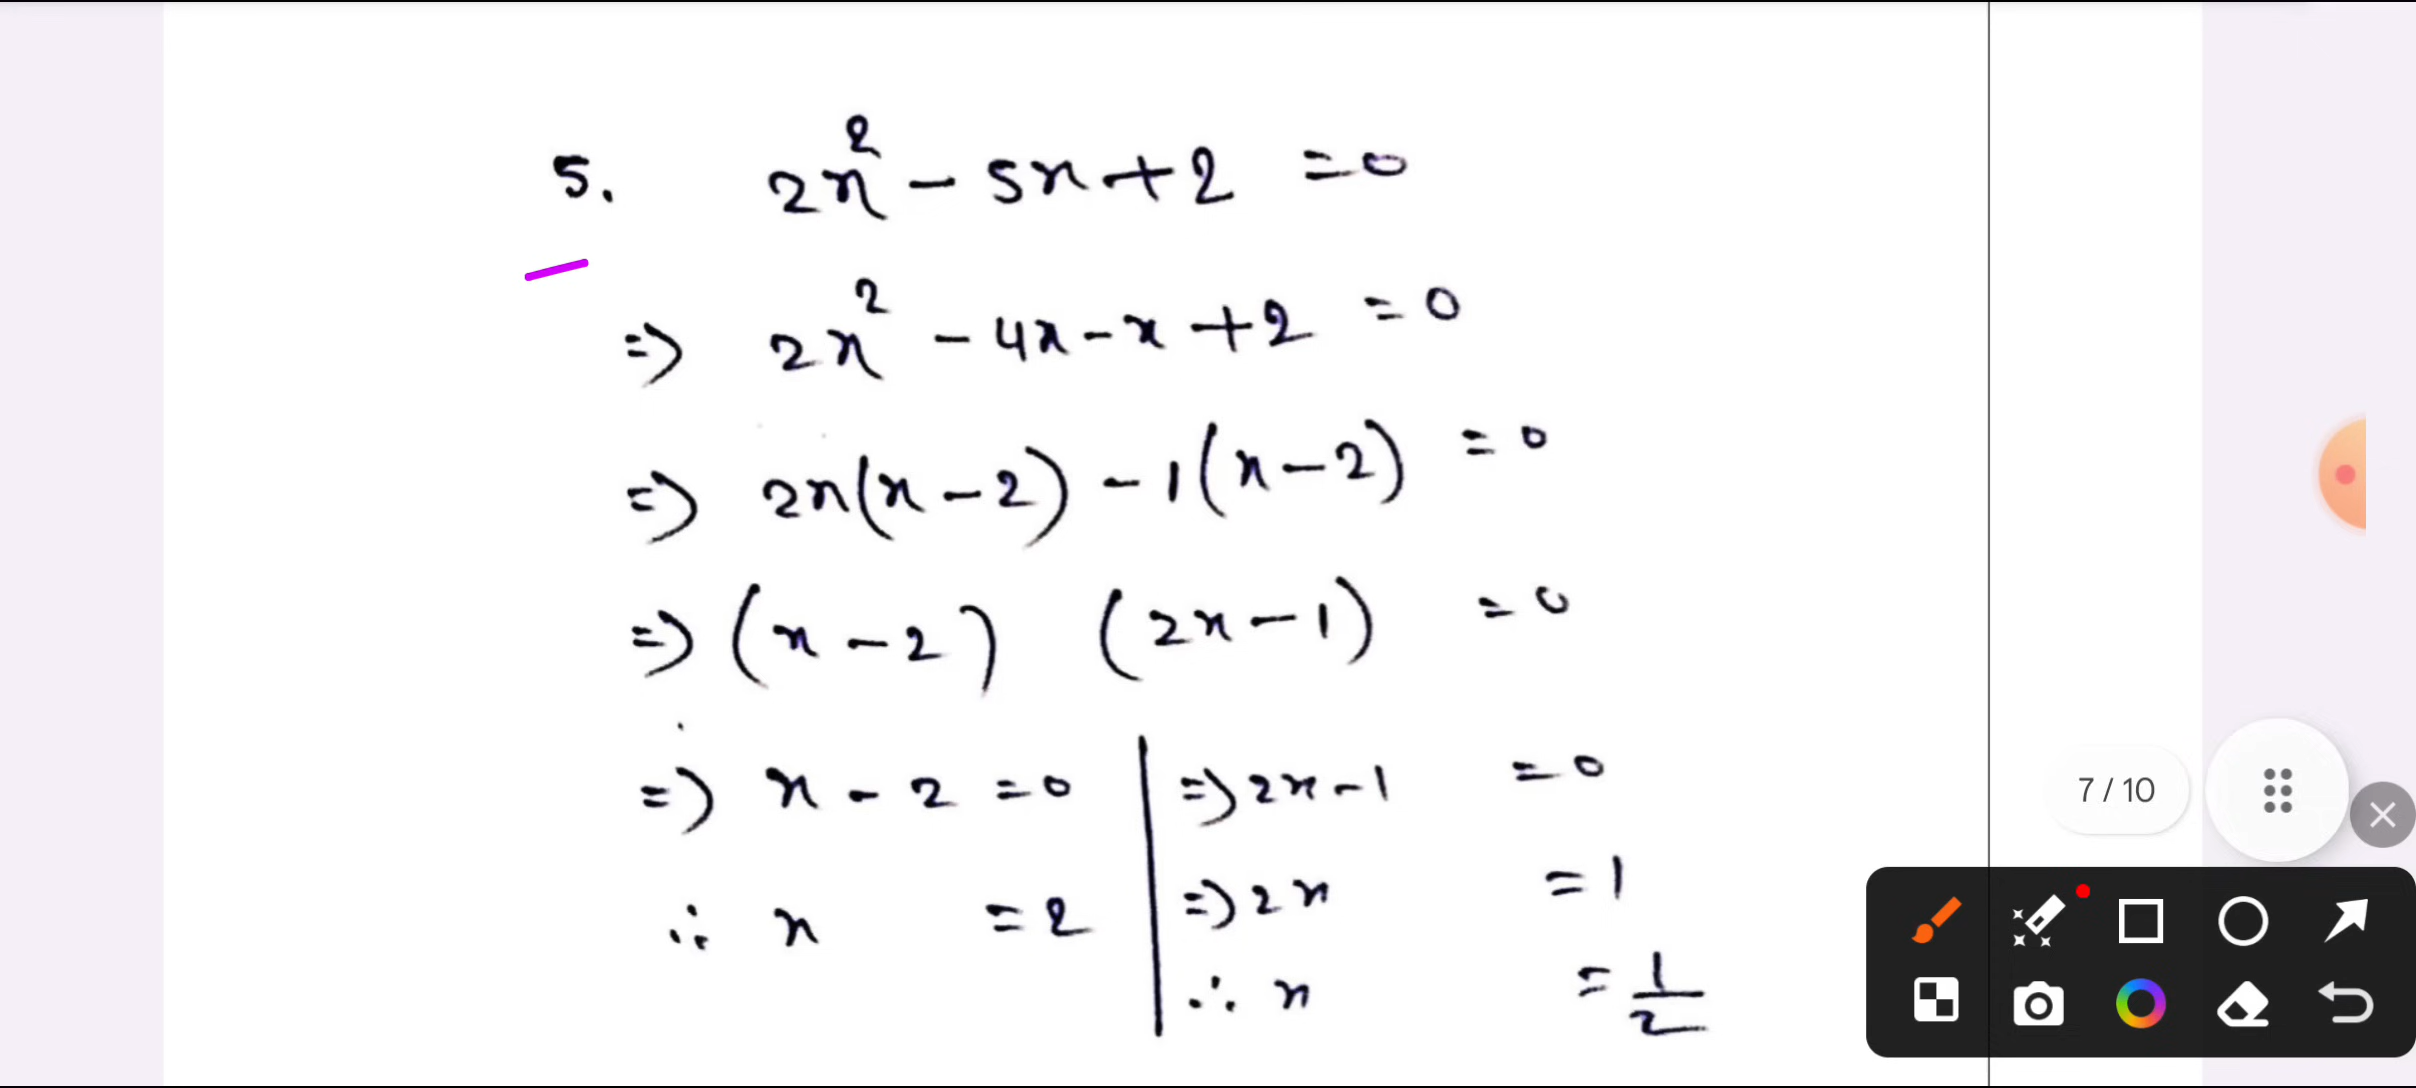 5. 2x² - 5x + 2 = 0
=> 2x² - 4x - x + 2 = 0
=> 2x(x - 2) - 1(x - 2) = 0
=> (x - 2) (2x - 1) = 0
=> x - 2 = 0 | => 2x - 1 = 0
∴ x = 2 | => 2x = 1
∴ x = 1/2
7 / 10